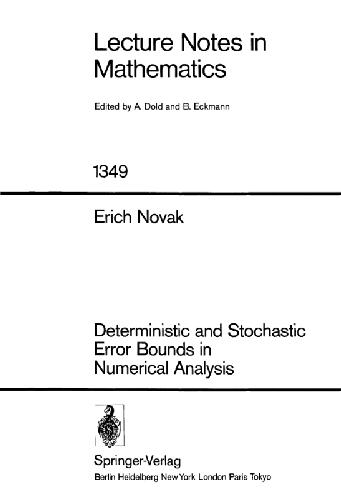 Lecture Notes in
Mathematics
Edited by A. Dold and B. Eckmann
1349
Erich Novak
Deterministic and Stochastic
Error Bounds in
Numerical Analysis
Springer-Verlag
Berlin Heidelberg New York London Paris Tokyo